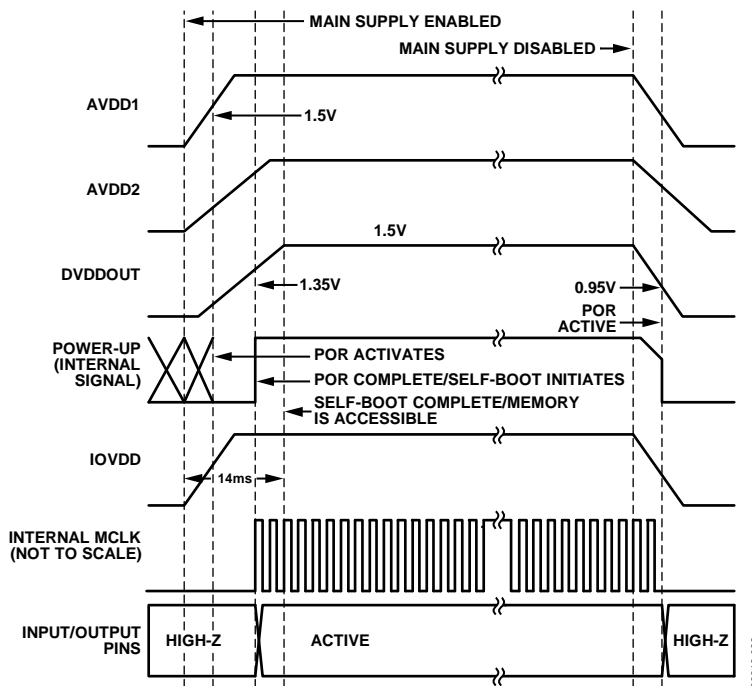 MAIN SUPPLY ENABLED
MAIN SUPPLY DISABLED
AVDD1
1.5V
AVDD2
1.5V
DVDDOUT
1.35V
0.95V
POR
ACTIVE
POWER-UP
(INTERNAL
SIGNAL)
POR ACTIVATES
POR COMPLETE/SELF-BOOT INITIATES
SELF-BOOT COMPLETE/MEMORY
IS ACCESSIBLE
IOVDD
14ms
INTERNAL MCLK
(NOT TO SCALE)
INPUT/OUTPUT
PINS
HIGH-Z
ACTIVE
HIGH-Z